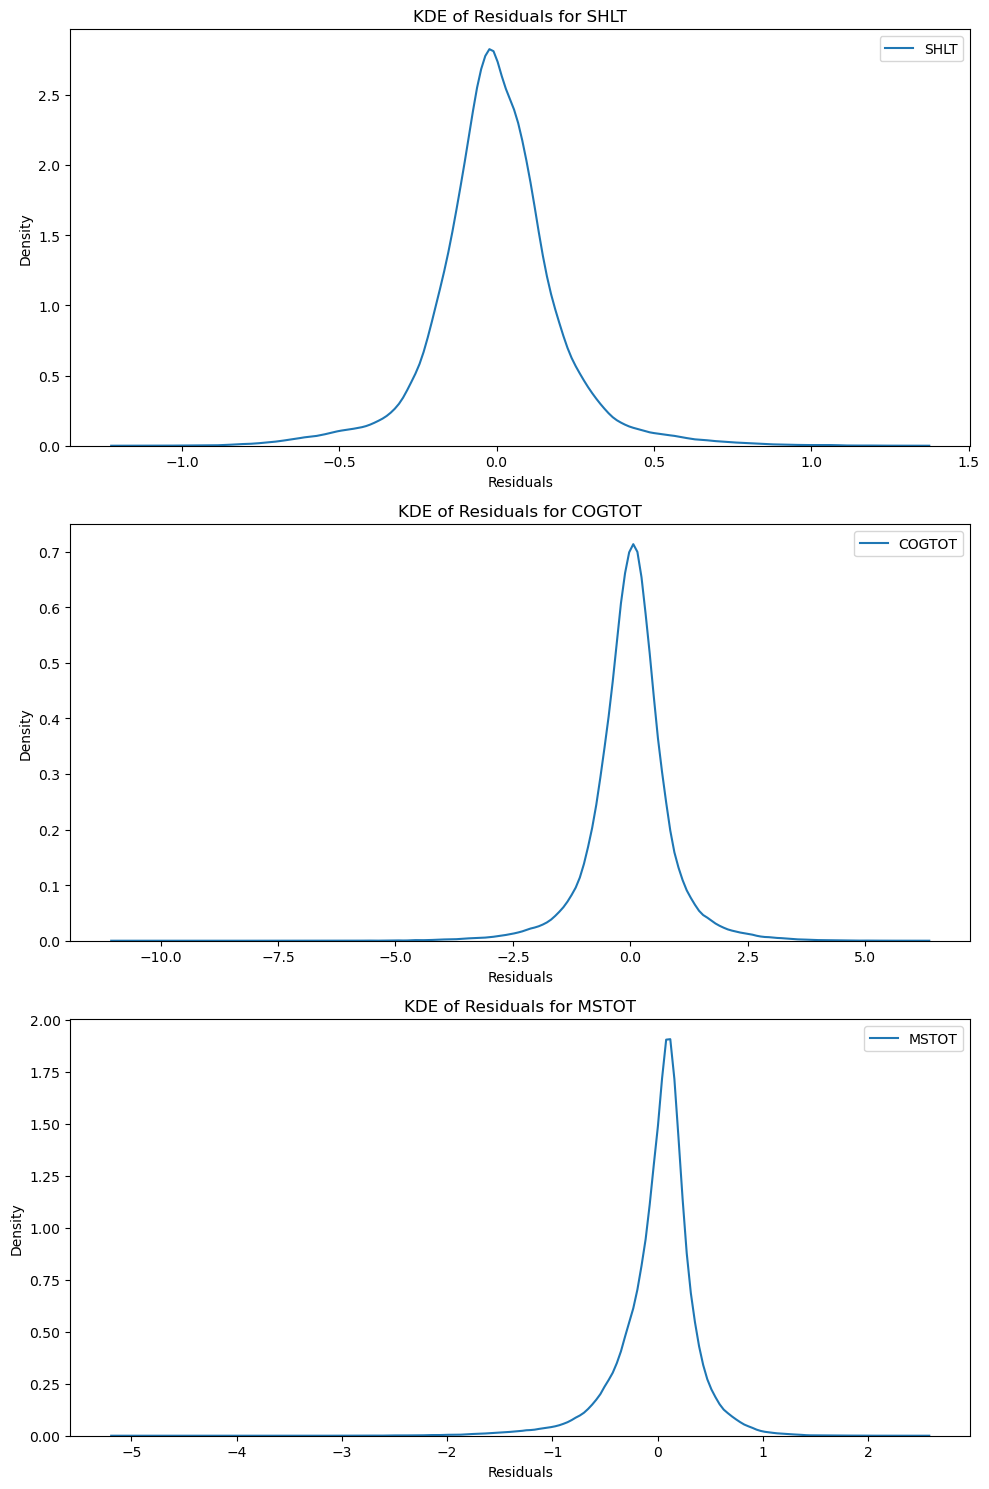 KDE of Residuals for SHLT
SHLT
2.5
2.0
1.5
1.0
0.5
0.0
Density
−1.0 −0.5 0.0 0.5 1.0 1.5
Residuals
KDE of Residuals for COGTOT
COGTOT
0.7
0.6
0.5
0.4
0.3
0.2
0.1
0.0
Density
−10.0 −7.5 −5.0 −2.5 0.0 2.5 5.0
Residuals
KDE of Residuals for MSTOT
MSTOT
2.00
1.75
1.50
1.25
1.00
0.75
0.50
0.25
0.00
Density
−5 −4 −3 −2 −1 0 1 2
Residuals